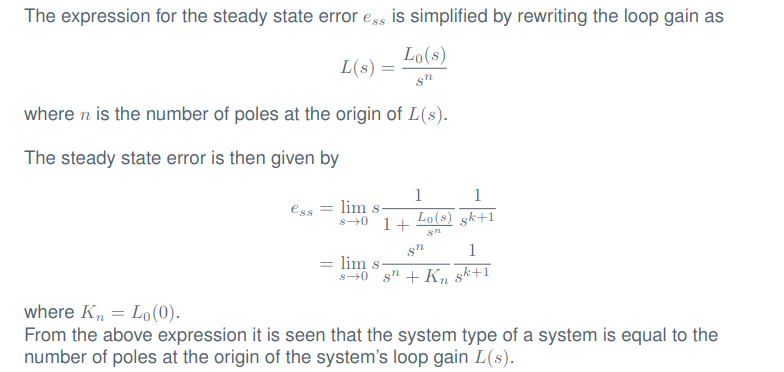 The expression for the steady state error $e_{ss}$ is simplified by rewriting the loop gain as
$L(s) = \frac{L_0(s)}{s^n}$
where $n$ is the number of poles at the origin of $L(s)$.
The steady state error is then given by
$e_{ss} = \lim_{s \to 0} s \frac{1}{1 + \frac{L_0(s)}{s^n}} \frac{1}{s^{k+1}}$
$= \lim_{s \to 0} s \frac{s^n}{s^n + K_n} \frac{1}{s^{k+1}}$
where $K_n = L_0(0)$.
From the above expression it is seen that the system type of a system is equal to the
number of poles at the origin of the system's loop gain $L(s)$.